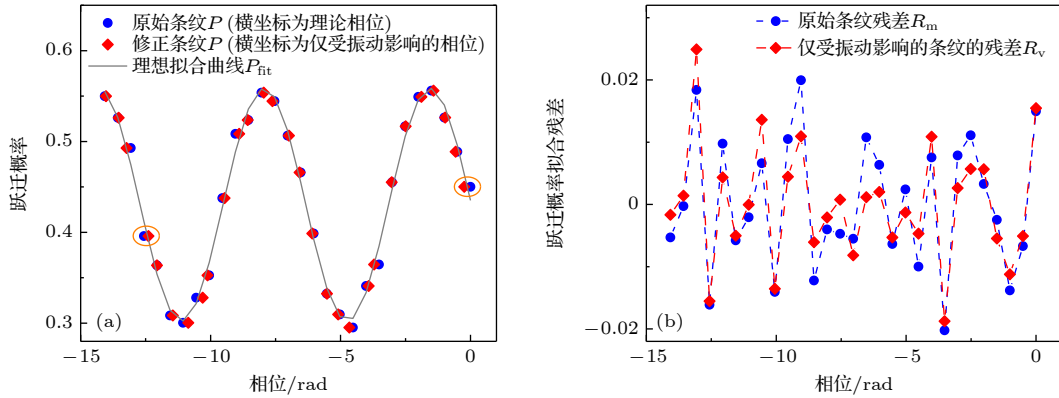 原始条纹P (横坐标为理论相位)
修正条纹P (横坐标为仅受振动影响的相位)
理想拟合曲线Pfit
0.6
0.5
0.4
0.3
跃迁概率
(a)
−15
−10
−5
0
相位/rad
原始条纹残差Rm
仅受振动影响的条纹的残差Rv
0.02
0
−0.02
跃迁概率拟合残差
(b)
−15
−10
−5
0
相位/rad